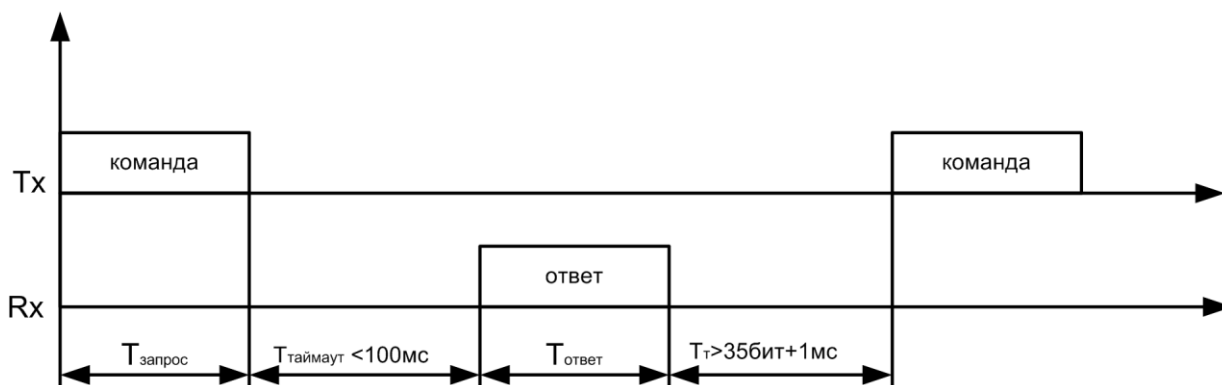 команда
команда
Tx
ответ
Rx
Tзапрос
Tтаймаут <100мс
Tответ
Tт>35бит+1мс